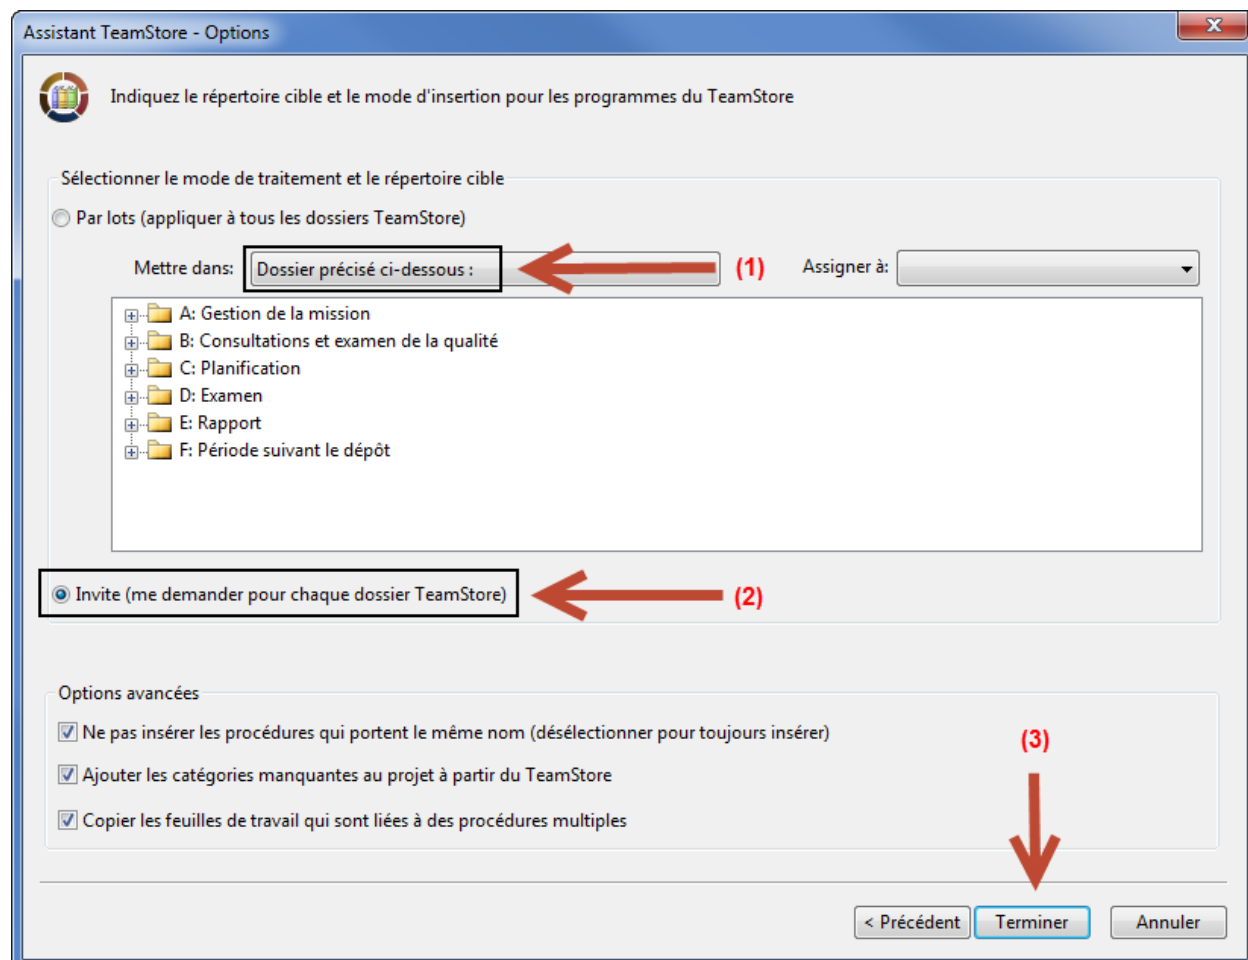 Assistant TeamStore - Options
Indiquez le répertoire cible et le mode d'insertion pour les programmes du TeamStore
Sélectionner le mode de traitement et le répertoire cible
Par lots (appliquer à tous les dossiers TeamStore)
Mettre dans: Dossier précisé ci-dessous : (1) Assigner à:
A: Gestion de la mission
B: Consultations et examen de la qualité
C: Planification
D: Examen
E: Rapport
F: Période suivant le dépôt
Invite (me demander pour chaque dossier TeamStore) (2)
Options avancées
Ne pas insérer les procédures qui portent le même nom (désélectionner pour toujours insérer)
(3)
Ajouter les catégories manquantes au projet à partir du TeamStore
Copier les feuilles de travail qui sont liées à des procédures multiples
< Précédent Terminer Annuler